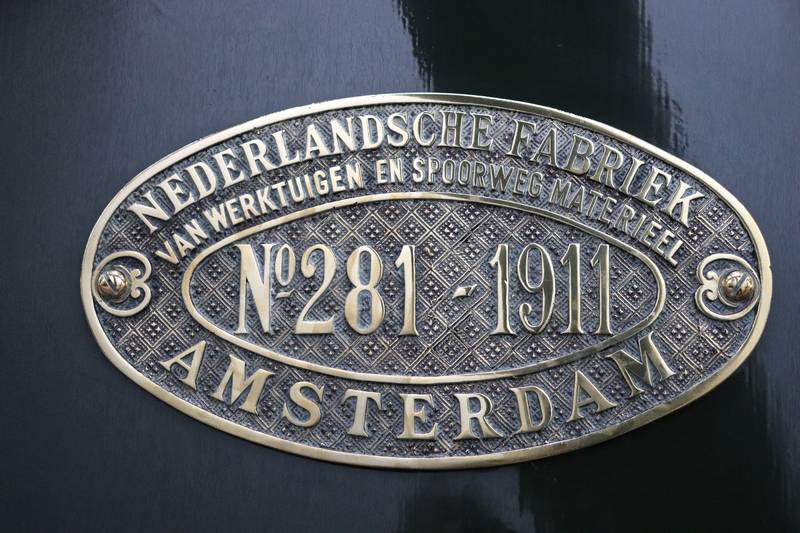 NEDERLANDSCHE FABRIEK
VAN WERKTUIGEN EN SPOORWEG MATERIEEL
Nº 281 - 1911
AMSTERDAM